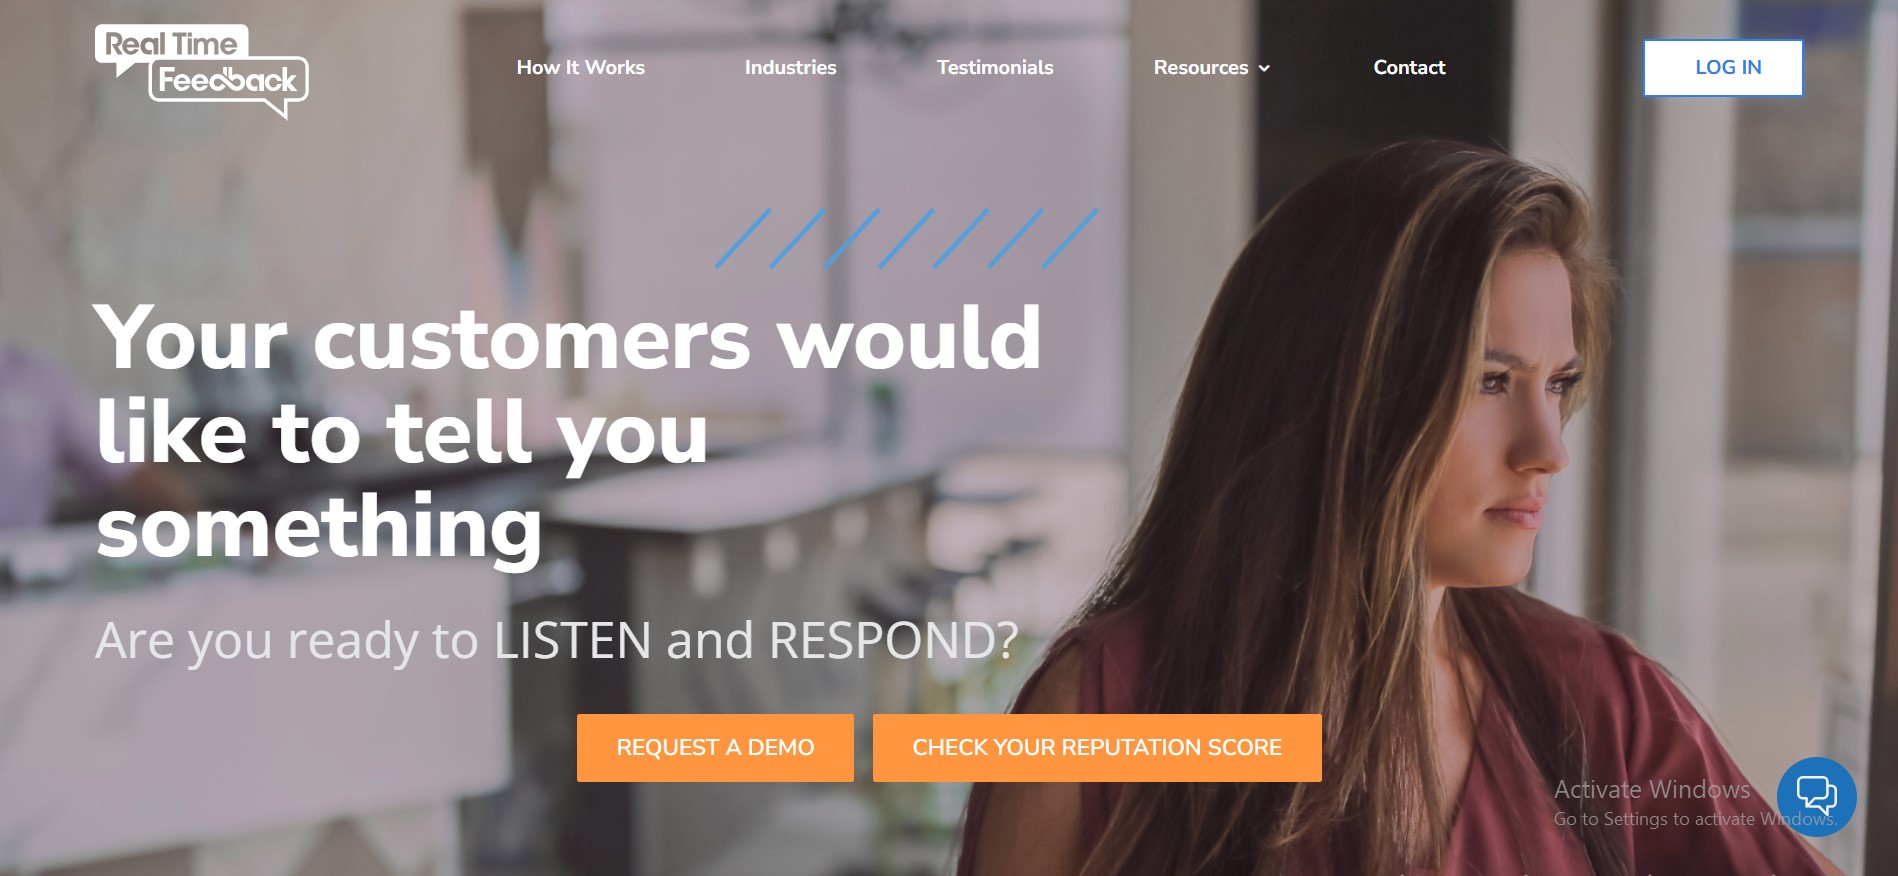 Real Time
Feedback
How It Works
Industries
Testimonials
Resources
Contact
LOG IN
Your customers would
like to tell you
something
Are you ready to LISTEN and RESPOND?
REQUEST A DEMO
CHECK YOUR REPUTATION SCORE
Activate Windows
Go to Settings to activate Windows.